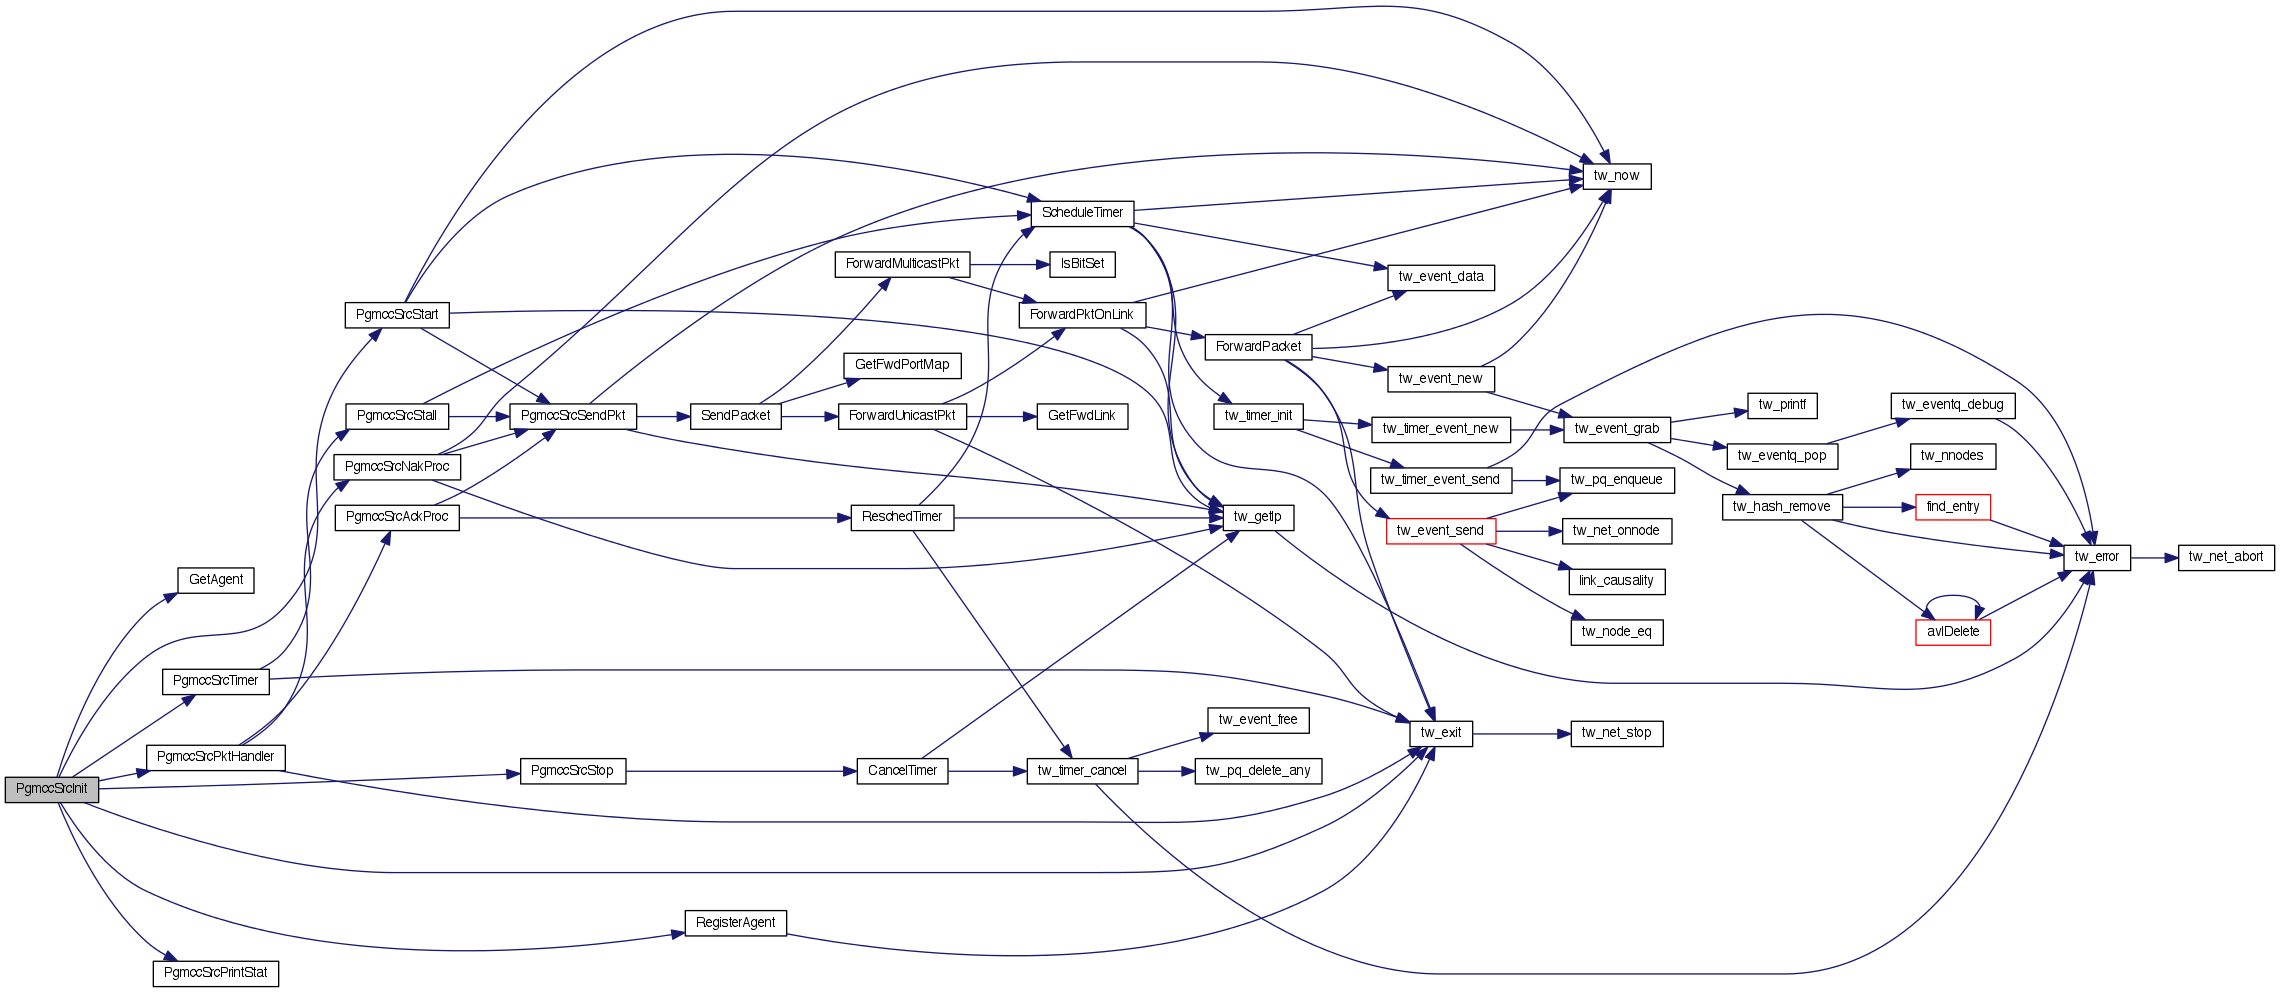 tw_now
ScheduleTimer
ForwardMulticastPkt
IsBitSet
tw_event_data
PgmccSrcStart
ForwardPktOnLink
ForwardPacket
GetFwdPortMap
tw_event_new
tw_printf
tw_eventq_debug
PgmccSrcStall
PgmccSrcSendPkt
SendPacket
ForwardUnicastPkt
GetFwdLink
tw_timer_init
tw_timer_event_new
tw_event_grab
tw_eventq_pop
tw_nnodes
PgmccSrcNakProc
tw_timer_event_send
tw_pq_enqueue
tw_hash_remove
find_entry
PgmccSrcAckProc
ReschedTimer
tw_getlp
tw_event_send
tw_net_onnode
tw_error
tw_net_abort
GetAgent
link_causality
tw_node_eq
avlDelete
PgmccSrcTimer
tw_event_free
tw_exit
tw_net_stop
PgmccSrcPktHandler
PgmccSrcStop
CancelTimer
tw_timer_cancel
tw_pq_delete_any
PgmccSrcInit
RegisterAgent
PgmccSrcPrintStat